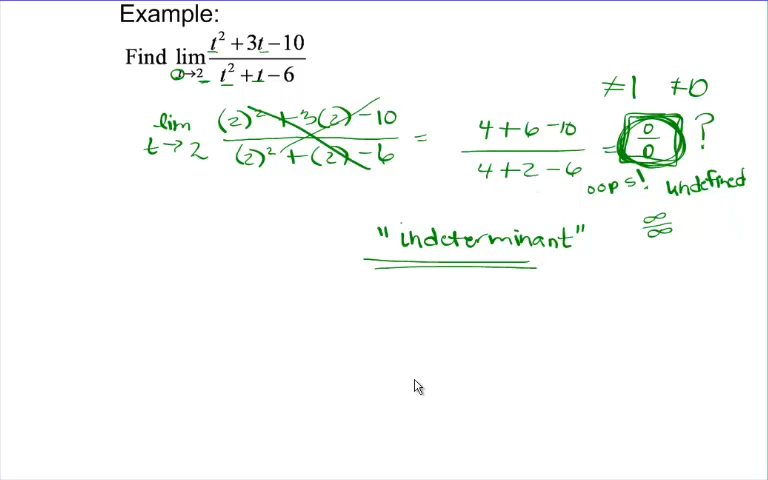 Example:
Find lim t→2 (t² + 3t − 10)/(t² + t − 6)
≠1 ≠0
lim t→2 ((2)² + 3(2) − 10)/((2)² + (2) − 6) = (4 + 6 − 10)/(4 + 2 − 6) = 0/0 ?
oops! undefined
"indeterminant" ∞/∞